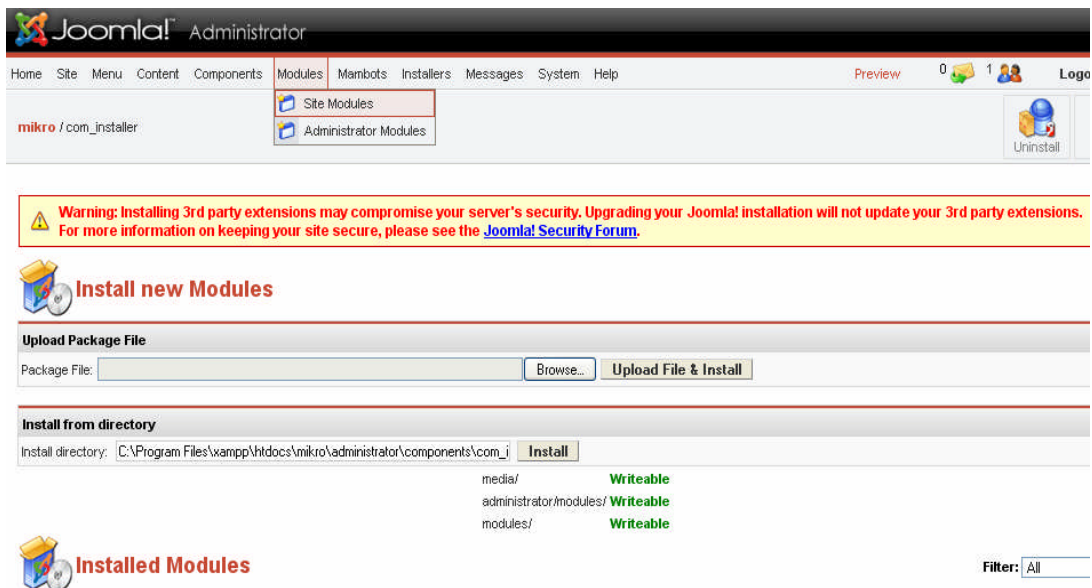 Joomla!™ Administrator
Home Site Menu Content Components Modules Mambots Installers Messages System Help Preview 0 1 Logo
Site Modules
Administrator Modules
mikro / com_installer
Uninstall
Warning: Installing 3rd party extensions may compromise your server's security. Upgrading your Joomla! installation will not update your 3rd party extensions.
For more information on keeping your site secure, please see the Joomla! Security Forum.
Install new Modules
Upload Package File
Package File: Browse... Upload File & Install
Install from directory
Install directory: C:\Program Files\xampp\htdocs\mikro\administrator\components\com_i Install
media/ Writeable
administrator/modules/ Writeable
modules/ Writeable
Installed Modules Filter: All